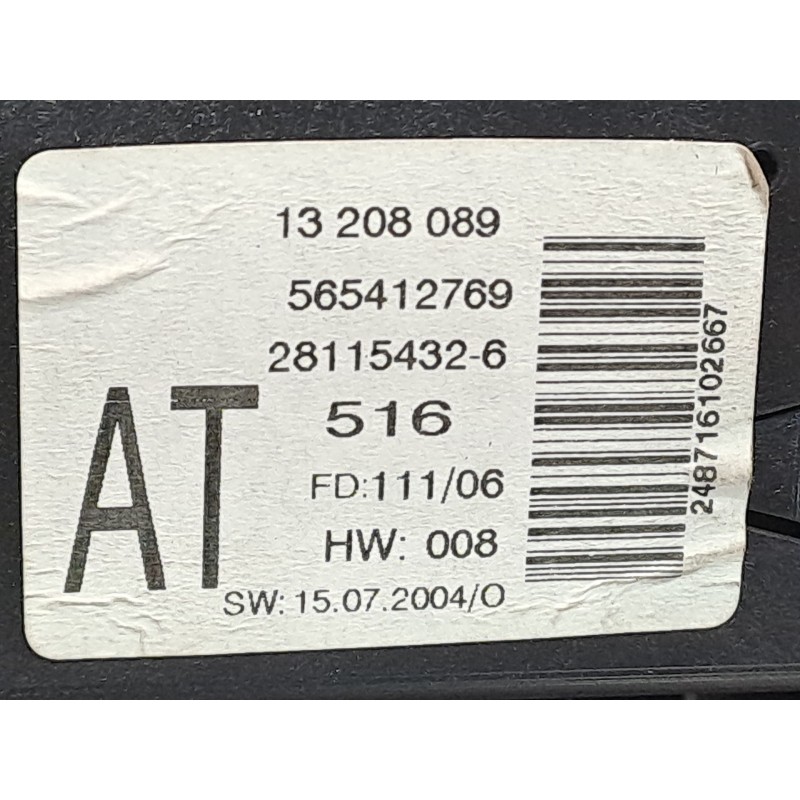 13 208 089
565412769
28115432-6
AT
516
FD:111/06
HW: 008
SW: 15.07.2004/O
248716102667